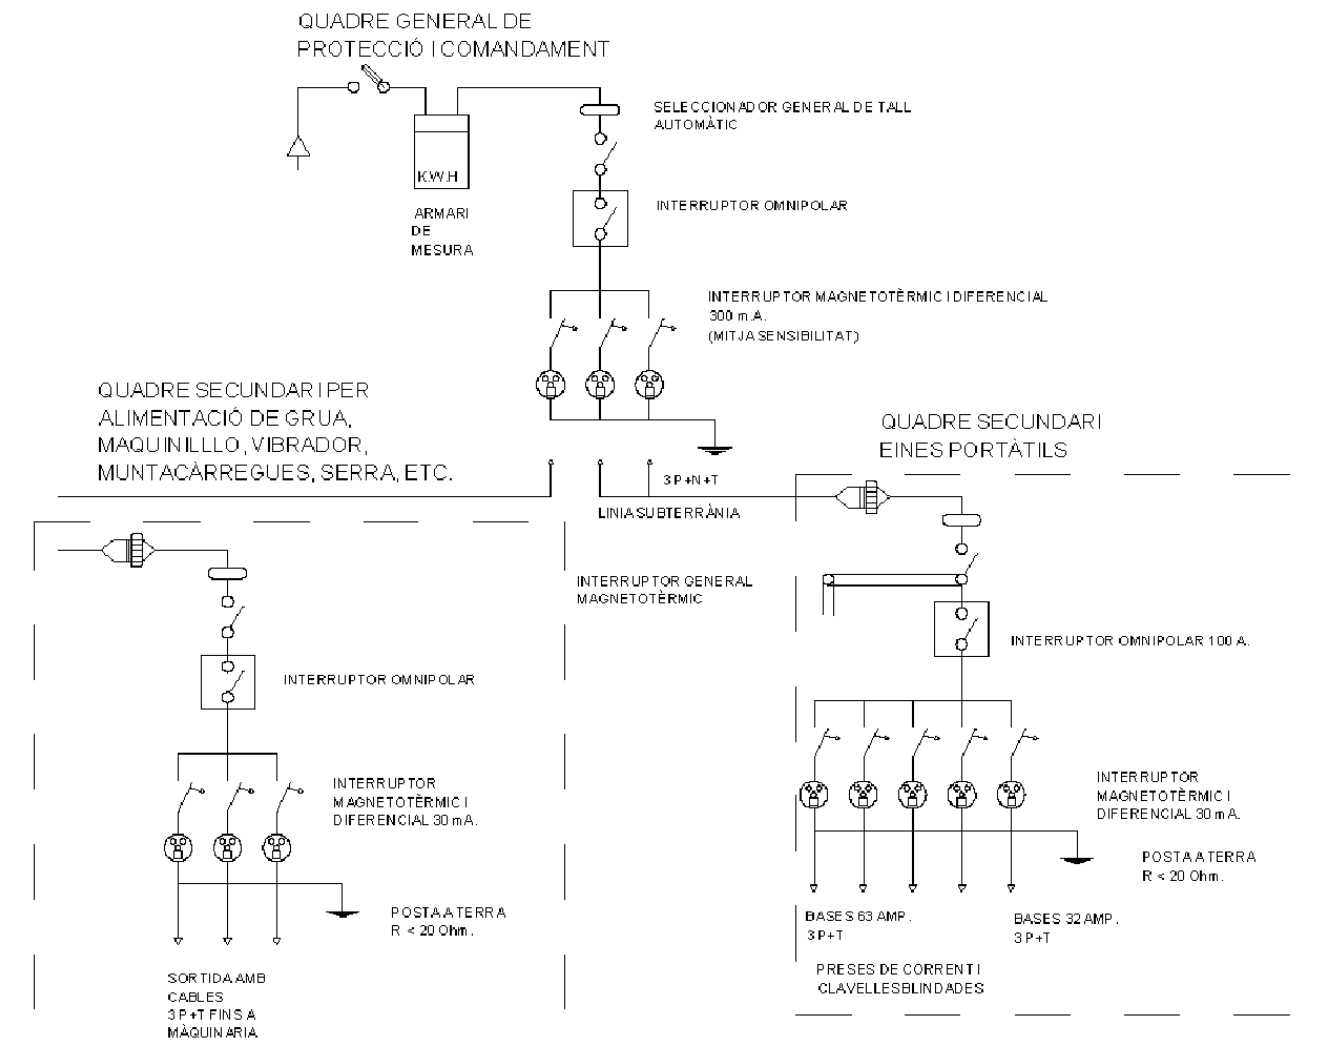 QUADRE GENERAL DE
PROTECCIÓ I COMANDAMENT
SELECCIONADOR GENERAL DE TALL
AUTOMÀTIC
K.W.H
ARMARI
DE
MESURA
INTERRUPTOR OMNIPOLAR
INTERRUPTOR MAGNETOTÈRMIC I DIFERENCIAL
300 m.A.
(MITJA SENSIBILITAT)
QUADRE SECUNDARI PER
ALIMENTACIÓ DE GRUA,
MAQUINILLLO, VIBRADOR,
MUNTACÀRREGUES, SERRA, ETC.
QUADRE SECUNDARI
EINES PORTÀTILS
3 P+N+T
LINIA SUBTERRÀNIA
INTERRUPTOR GENERAL
MAGNETOTÈRMIC
INTERRUPTOR OMNIPOLAR
INTERRUPTOR
MAGNETOTÈRMIC I
DIFERENCIAL 30 mA.
POSTA A TERRA
R < 20 Ohm.
SORTIDA AMB
CABLES
3 P+T FINS A
MÀQUINARIA
INTERRUPTOR OMNIPOLAR 100 A.
INTERRUPTOR
MAGNETOTÈRMIC I
DIFERENCIAL 30 mA.
POSTA A TERRA
R < 20 Ohm.
BASES 63 AMP.
3 P+T
BASES 32 AMP.
3 P+T
PRESES DE CORRENT I
CLAVELLES BLINDADES